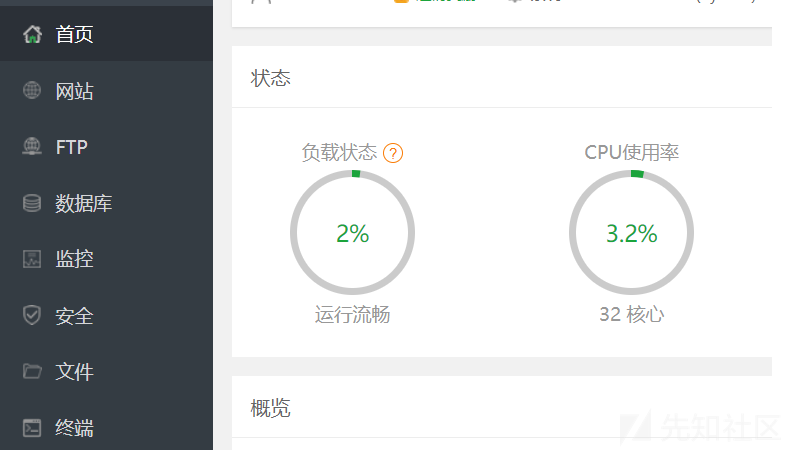 首页
网站
FTP
数据库
监控
安全
文件
终端
状态
负载状态 ?
2%
运行流畅
CPU使用率
3.2%
32 核心
概览
先知社区